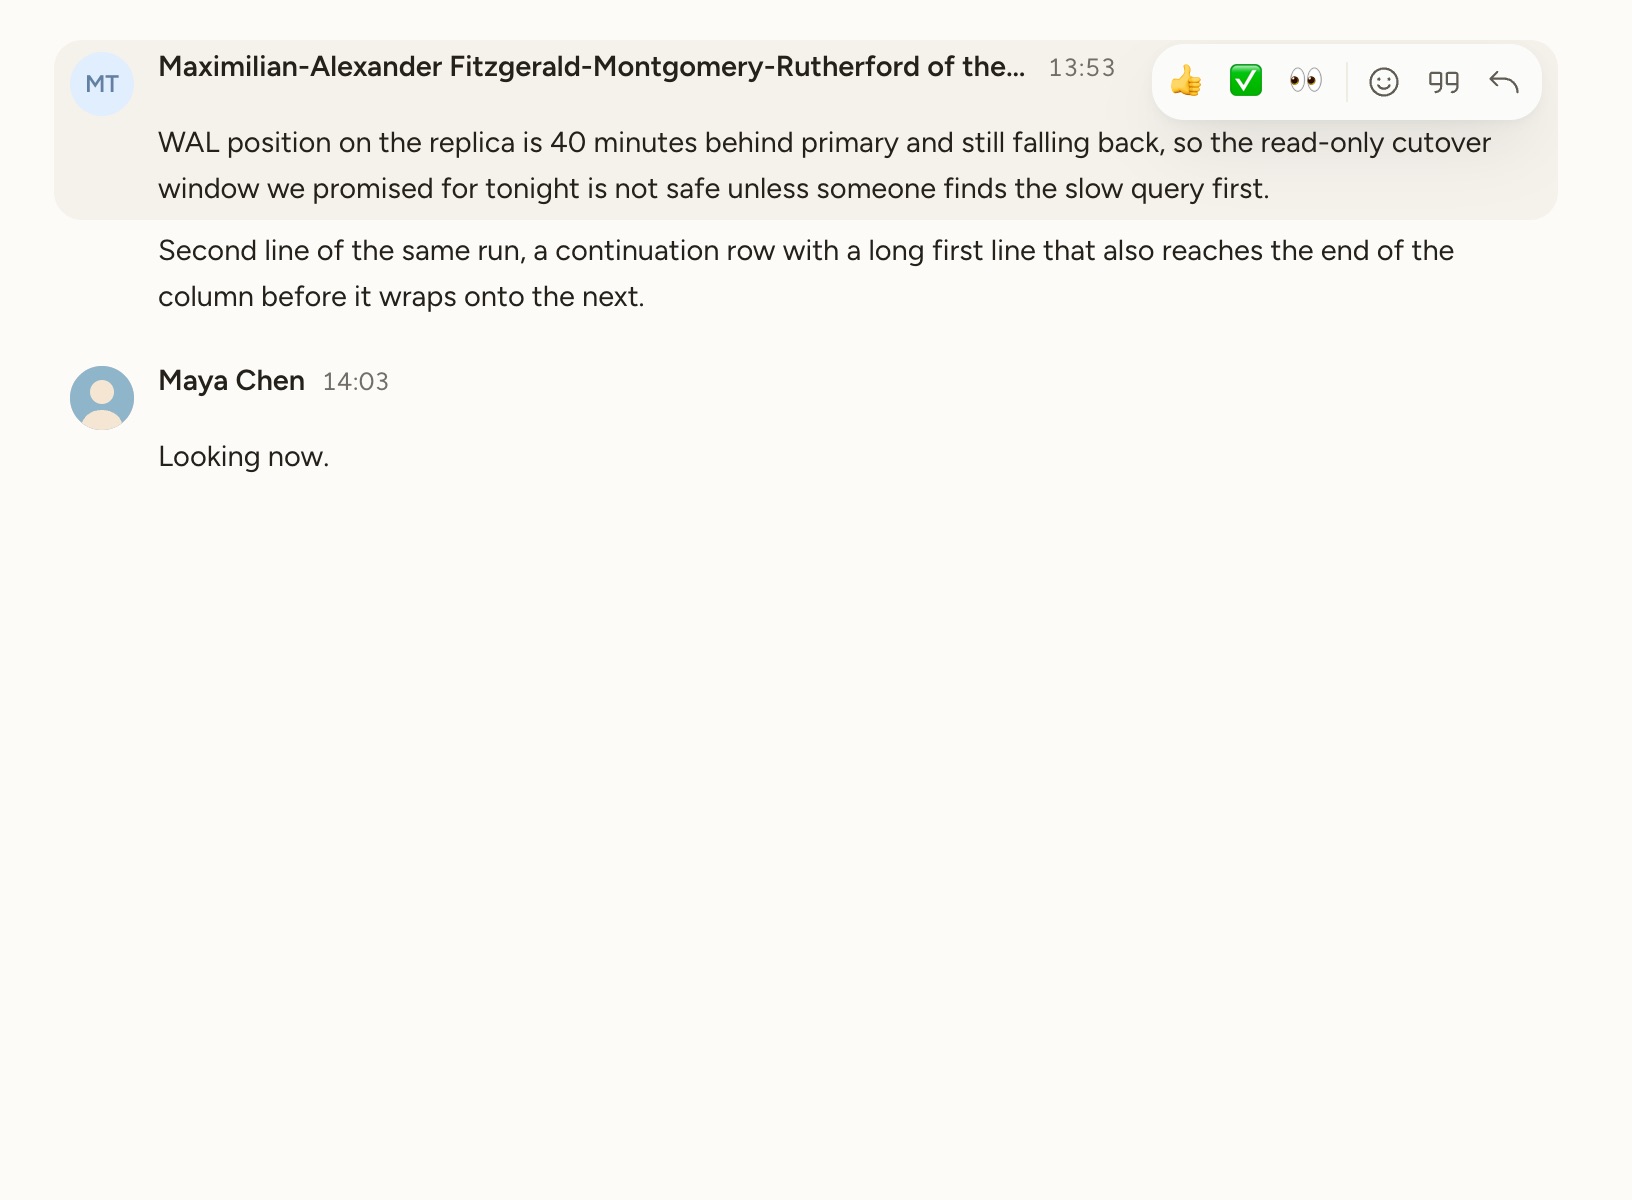 MT
Maximilian-Alexander Fitzgerald-Montgomery-Rutherford of the... 13:53
WAL position on the replica is 40 minutes behind primary and still falling back, so the read-only cutover
window we promised for tonight is not safe unless someone finds the slow query first.
Second line of the same run, a continuation row with a long first line that also reaches the end of the
column before it wraps onto the next.
Maya Chen 14:03
Looking now.